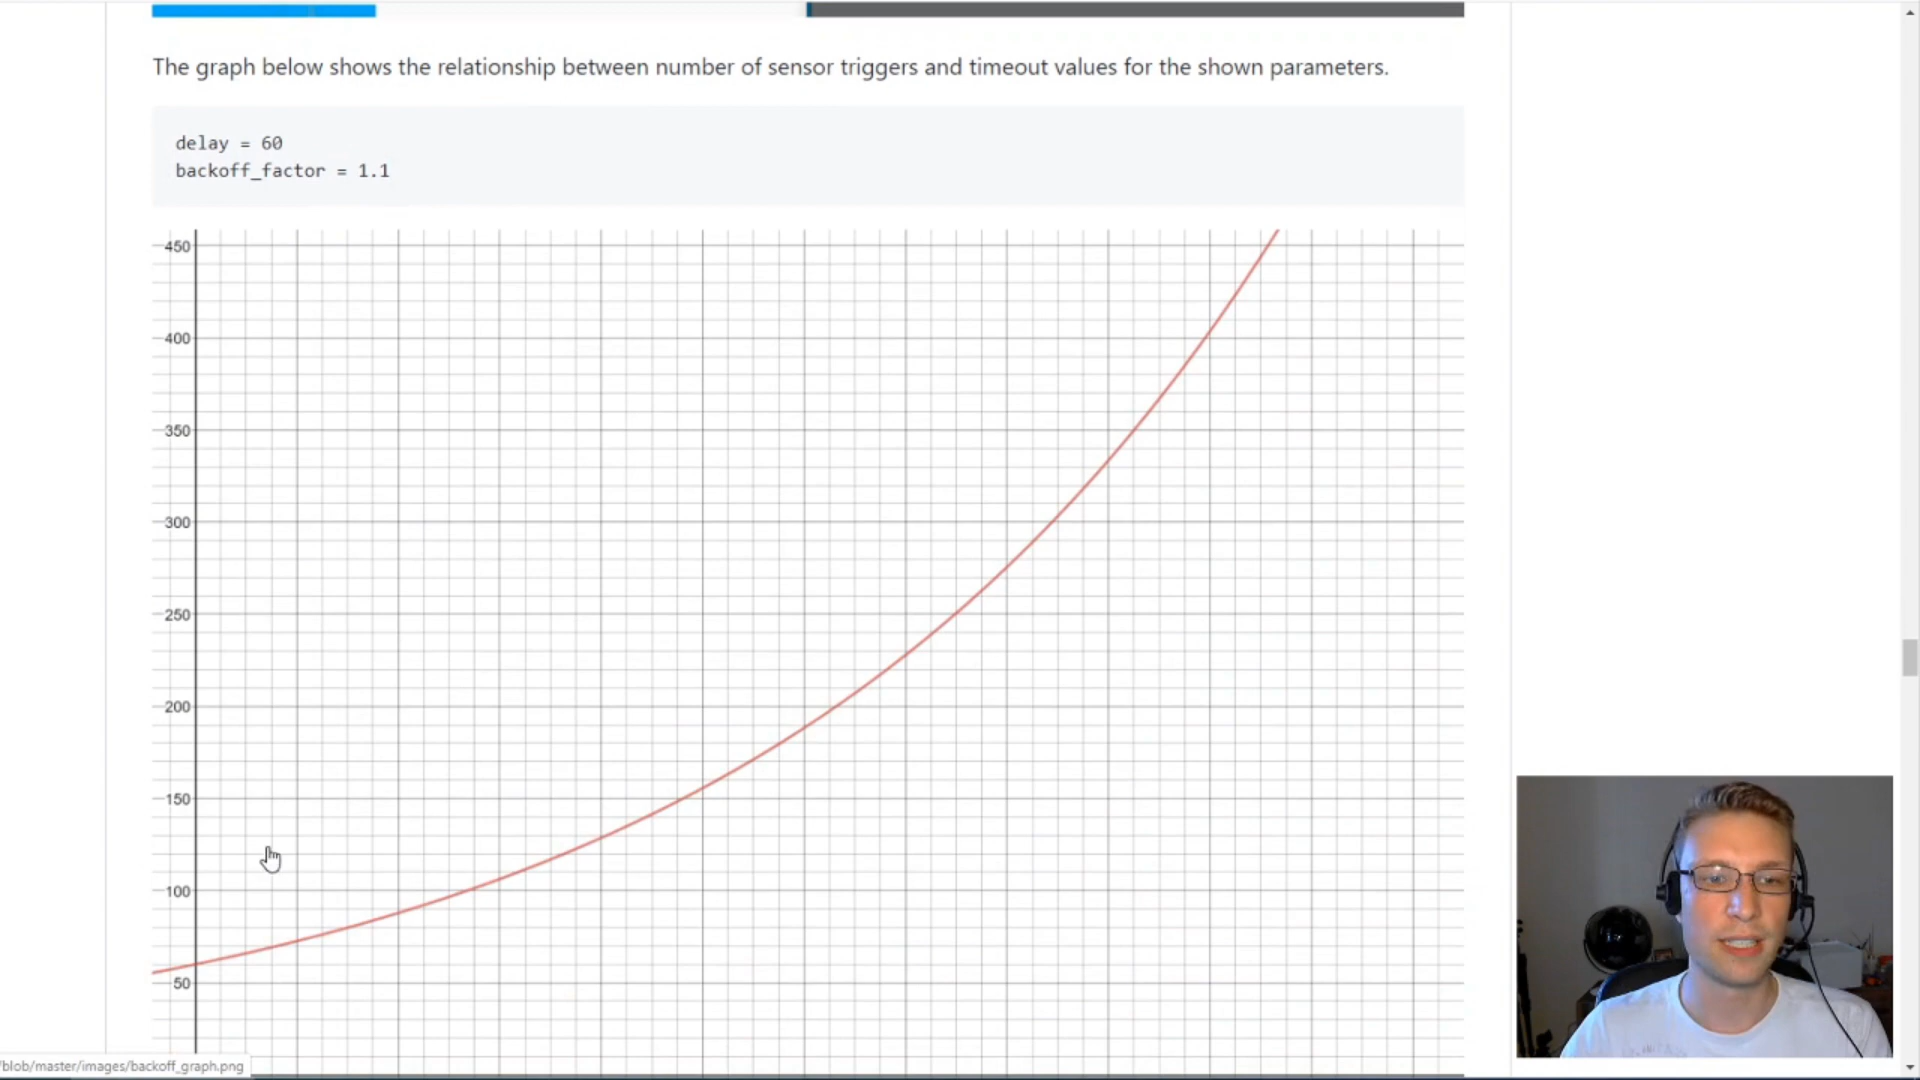 The graph below shows the relationship between number of sensor triggers and timeout values for the shown parameters.
delay = 60
backoff_factor = 1.1
450
400
350
300
250
200
150
100
50
/blob/master/images/backoff_graph.png